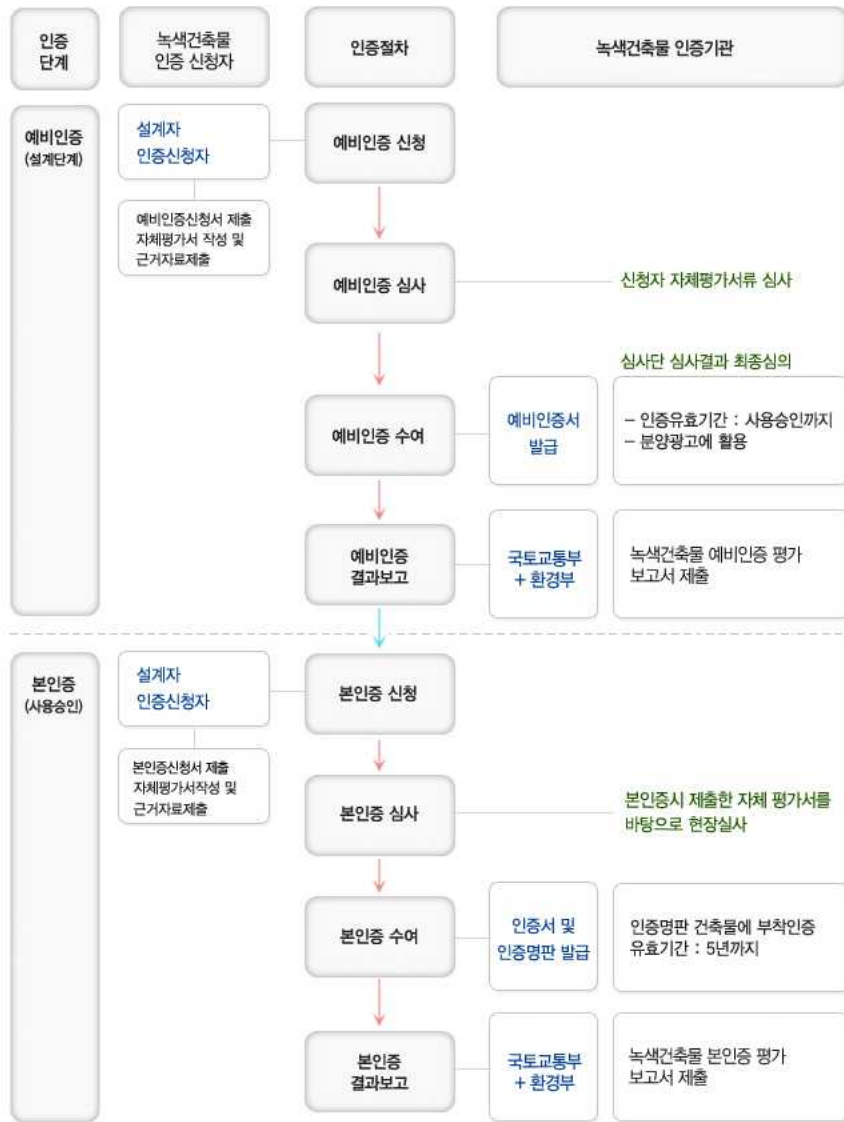 인증
단계
녹색건축물
인증 신청자
인증절차
녹색건축물 인증기관
예비인증
(설계단계)
설계자
인증신청자
예비인증 신청
예비인증신청서 제출
자체평가서 작성 및
근거자료제출
예비인증 심사
신청자 자체평가서류 심사
심사단 심사결과 최종심의
예비인증 수여
예비인증서
발급
– 인증유효기간 : 사용승인까지
– 분양광고에 활용
예비인증
결과보고
국토교통부
+ 환경부
녹색건축물 예비인증 평가
보고서 제출
본인증
(사용승인)
설계자
인증신청자
본인증 신청
본인증신청서 제출
자체평가서작성 및
근거자료제출
본인증 심사
본인증시 제출한 자체 평가서를
바탕으로 현장실사
본인증 수여
인증서 및
인증명판 발급
인증명판 건축물에 부착인증
유효기간 : 5년까지
본인증
결과보고
국토교통부
+ 환경부
녹색건축물 본인증 평가
보고서 제출